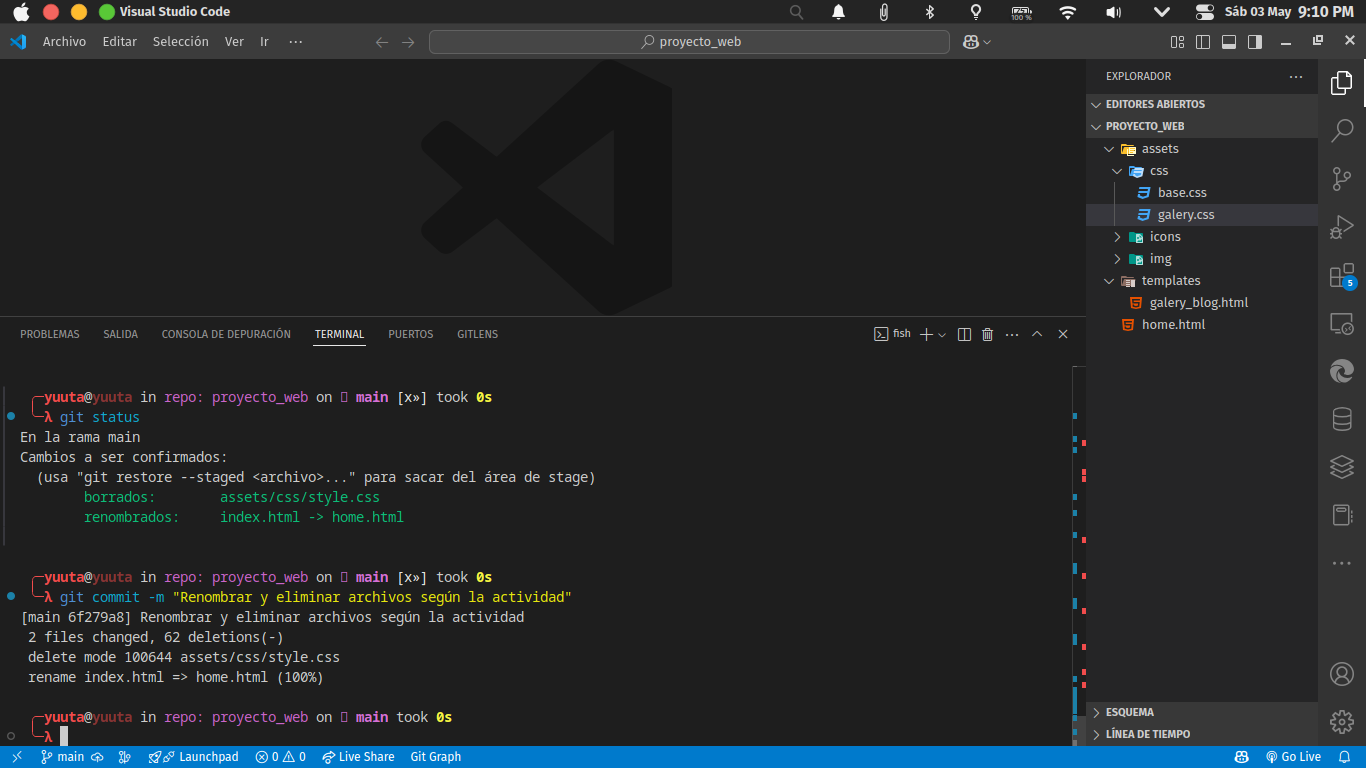 Visual Studio Code
100 %
Sáb 03 May 9:10 PM
Archivo Editar Selección Ver Ir ···
proyecto_web
EXPLORADOR
EDITORES ABIERTOS
PROYECTO_WEB
assets
css
base.css
galery.css
icons
img
templates
galery_blog.html
home.html
5
ESQUEMA
LÍNEA DE TIEMPO
PROBLEMAS SALIDA CONSOLA DE DEPURACIÓN TERMINAL PUERTOS GITLENS
fish
yuuta@yuuta in repo: proyecto_web on main [x»] took 0s
λ git status
En la rama main
Cambios a ser confirmados:
(usa "git restore --staged <archivo>..." para sacar del área de stage)
borrados: assets/css/style.css
renombrados: index.html -> home.html
yuuta@yuuta in repo: proyecto_web on main [x»] took 0s
λ git commit -m "Renombrar y eliminar archivos según la actividad"
[main 6f279a8] Renombrar y eliminar archivos según la actividad
2 files changed, 62 deletions(-)
delete mode 100644 assets/css/style.css
rename index.html => home.html (100%)
yuuta@yuuta in repo: proyecto_web on main took 0s
λ
main Launchpad 0 0 Live Share Git Graph
Go Live